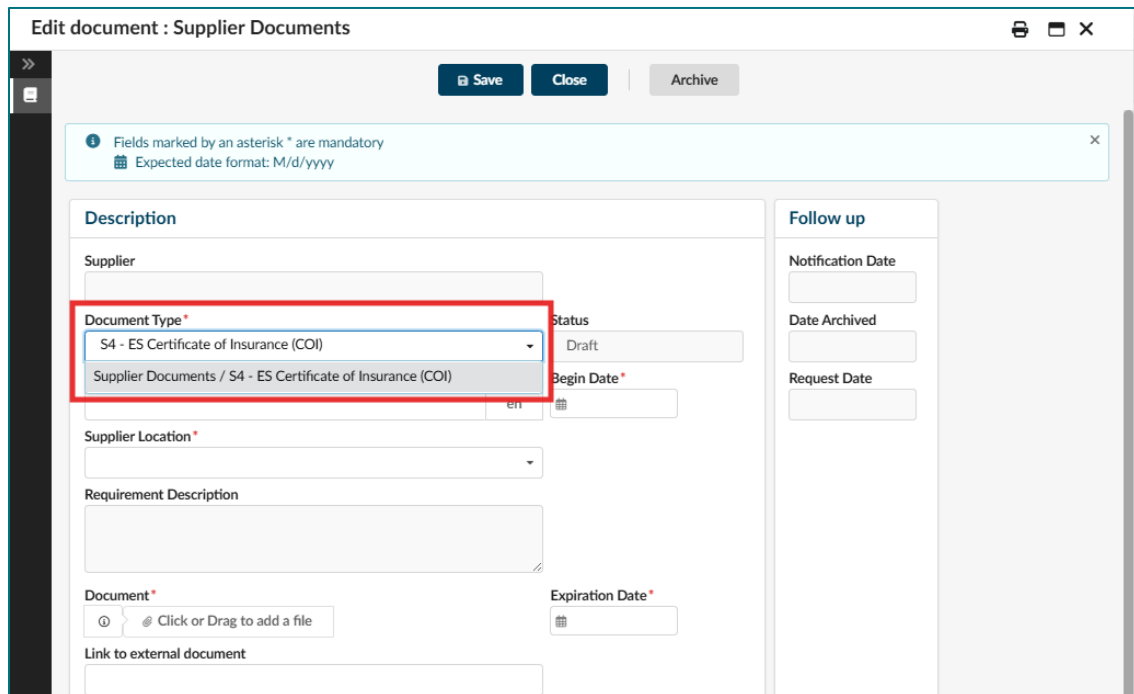 Edit document : Supplier Documents
Save Close Archive
Fields marked by an asterisk * are mandatory
Expected date format: M/d/yyyy
Description
Supplier
Document Type*
S4 - ES Certificate of Insurance (COI)
Supplier Documents / S4 - ES Certificate of Insurance (COI)
Status
Draft
en
Begin Date*
Supplier Location*
Requirement Description
Document*
Click or Drag to add a file
Expiration Date*
Link to external document
Follow up
Notification Date
Date Archived
Request Date